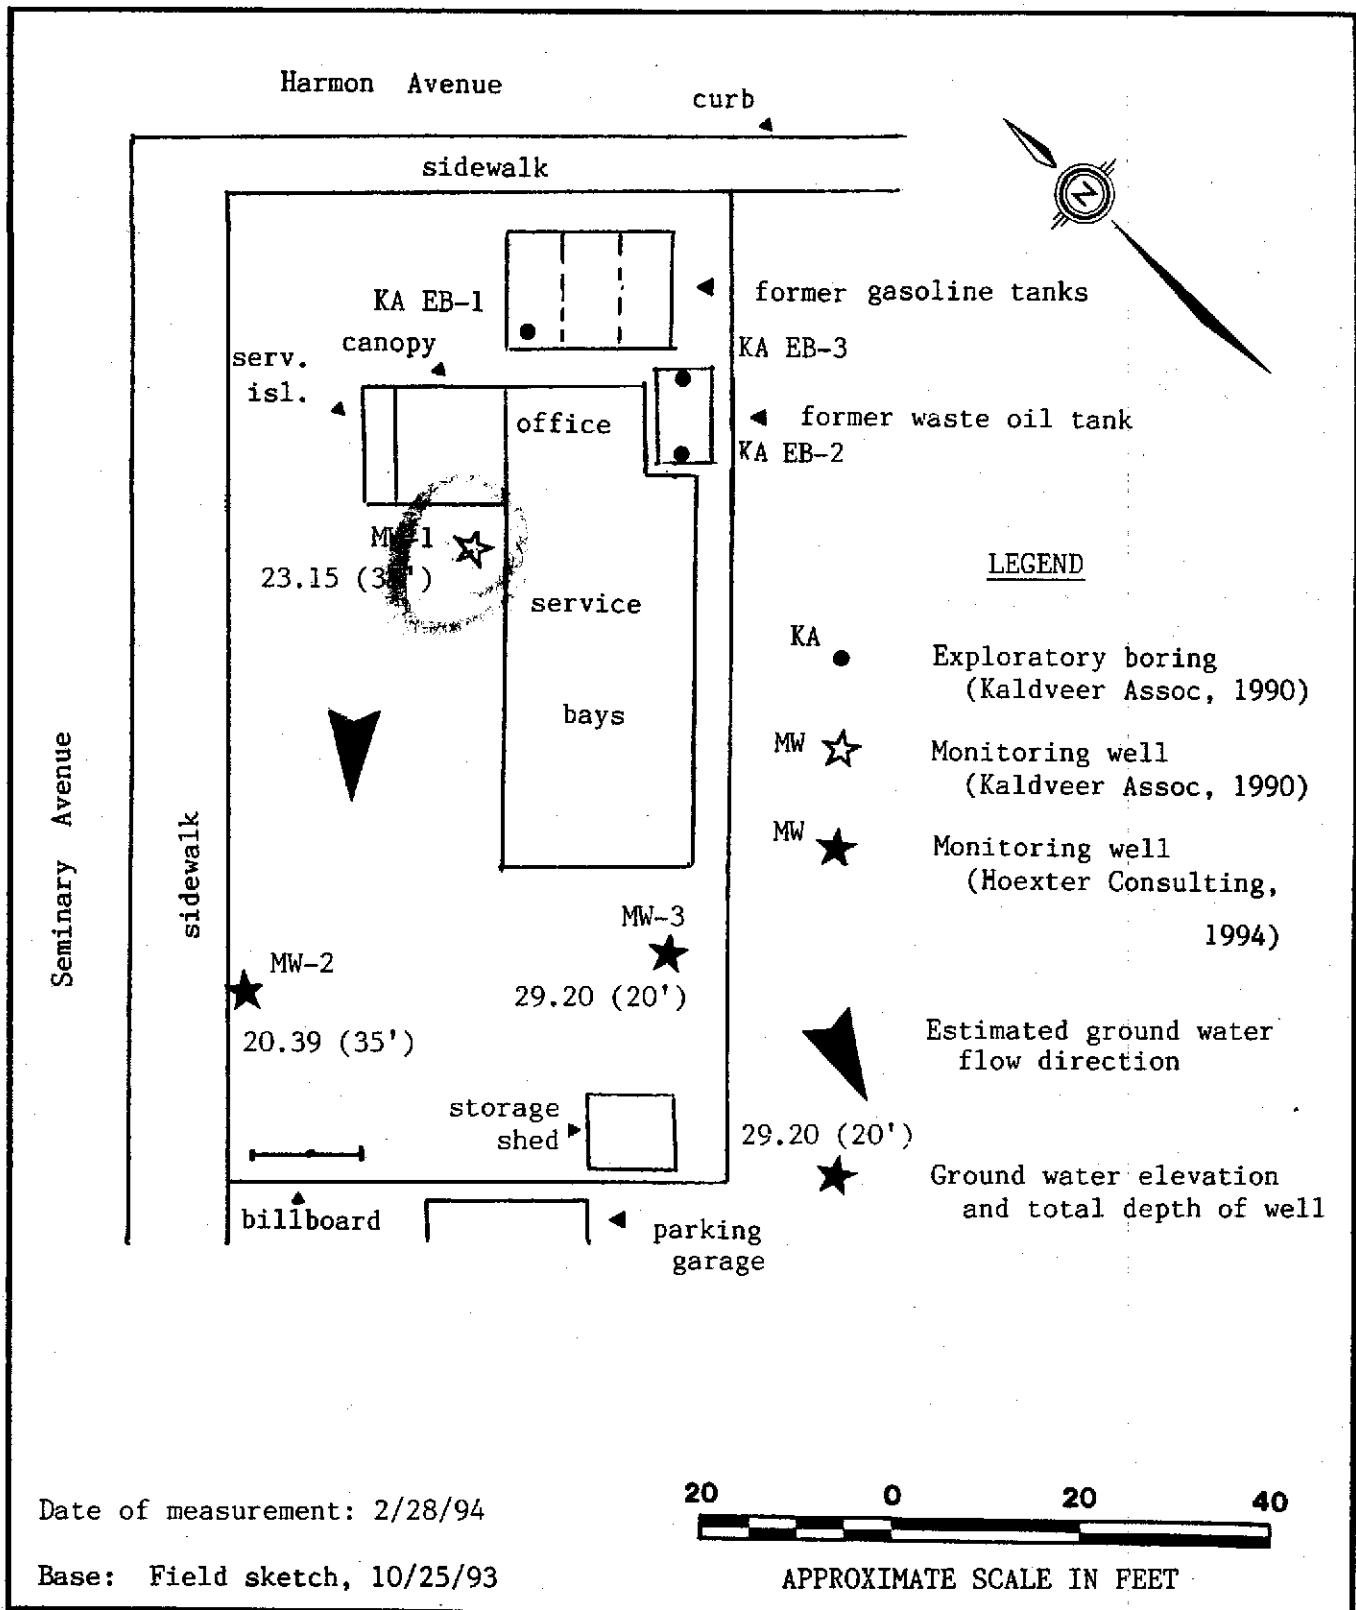 Harmon Avenue
curb
sidewalk
KA EB-1
former gasoline tanks
canopy
KA EB-3
serv.
isl.
office
former waste oil tank
KA EB-2
MW-1
23.15
service
bays
Seminary Avenue
sidewalk
MW-3
29.20 (20')
MW-2
20.39 (35')
storage
shed
billboard
parking
garage
N
LEGEND
KA
Exploratory boring
(Kaldveer Assoc, 1990)
MW
Monitoring well
(Kaldveer Assoc, 1990)
MW
Monitoring well
(Hoexter Consulting,
1994)
Estimated ground water
flow direction
29.20 (20')
Ground water elevation
and total depth of well
Date of measurement: 2/28/94
Base: Field sketch, 10/25/93
20 0 20 40
APPROXIMATE SCALE IN FEET